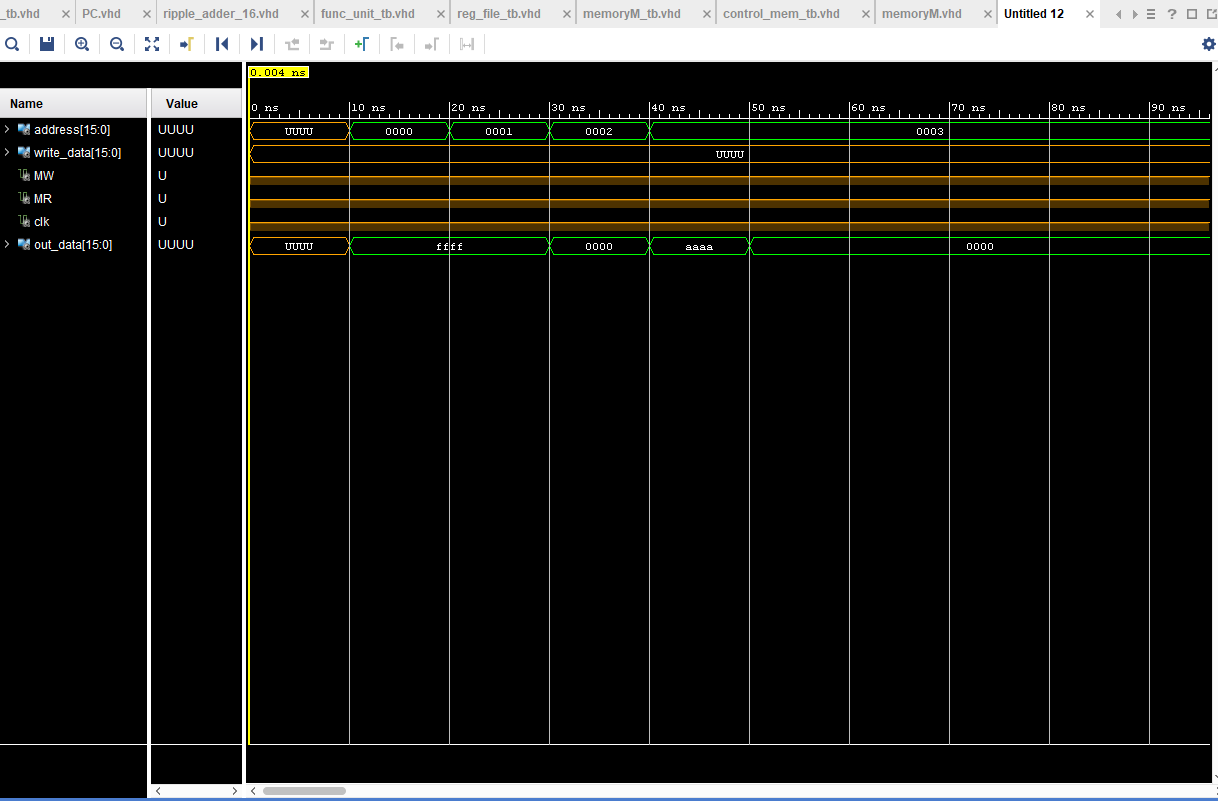 _tb.vhd PC.vhd ripple_adder_16.vhd func_unit_tb.vhd reg_file_tb.vhd memoryM_tb.vhd control_mem_tb.vhd memoryM.vhd Untitled 12
0.004 ns
Name Value 0 ns 10 ns 20 ns 30 ns 40 ns 50 ns 60 ns 70 ns 80 ns 90 ns
address[15:0] UUUU UUUU 0000 0001 0002 0003
write_data[15:0] UUUU UUUU
MW U
MR U
clk U
out_data[15:0] UUUU UUUU ffff 0000 aaaa 0000